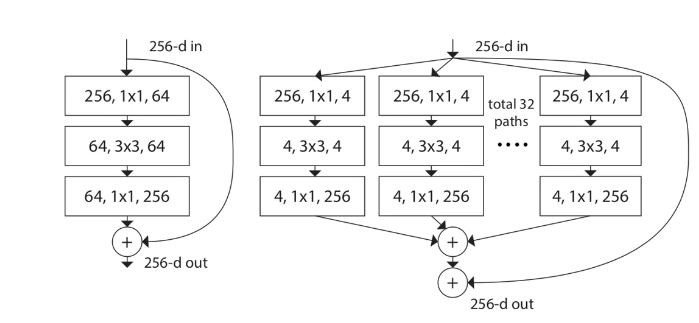 256-d in
256, 1x1, 64
64, 3x3, 64
64, 1x1, 256
+
256-d out
256-d in
256, 1x1, 4
256, 1x1, 4
total 32
paths
256, 1x1, 4
4, 3x3, 4
4, 3x3, 4
....
4, 3x3, 4
4, 1x1, 256
4, 1x1, 256
4, 1x1, 256
+
+
256-d out